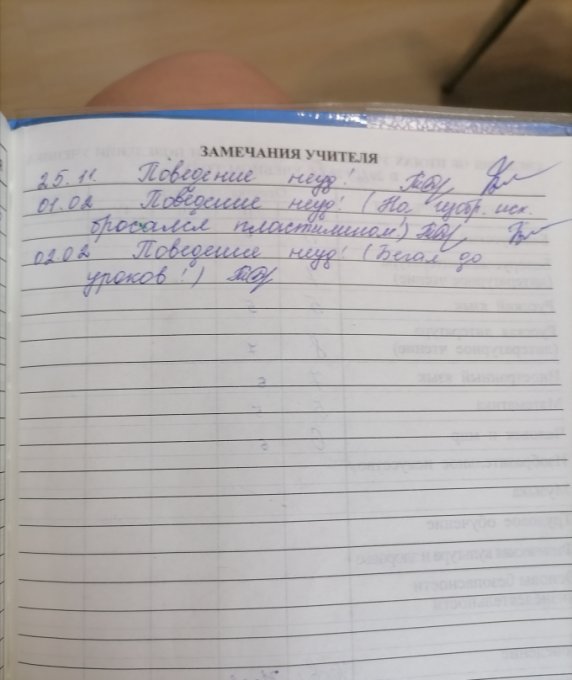 ЗАМЕЧАНИЯ УЧИТЕЛЯ
25.11. Поведение неуд!
01.02 Поведение неуд! (На изобр. иск.
бросался пластилином)
02.02 Поведение неуд! (Бегал до
уроков!)